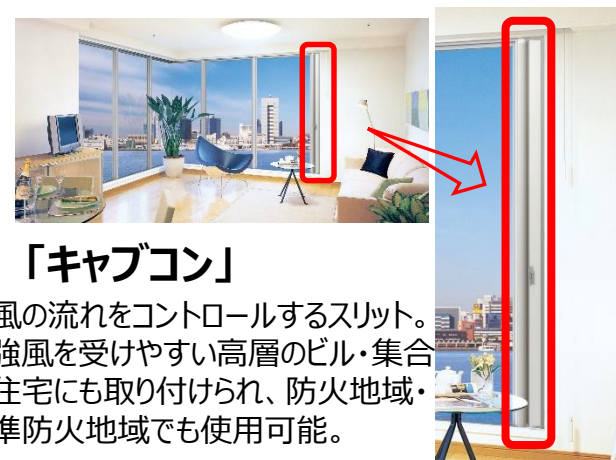 「キャブコン」
風の流れをコントロールするスリット。
強風を受けやすい高層のビル・集合
住宅にも取り付けられ、防火地域・
準防火地域でも使用可能。